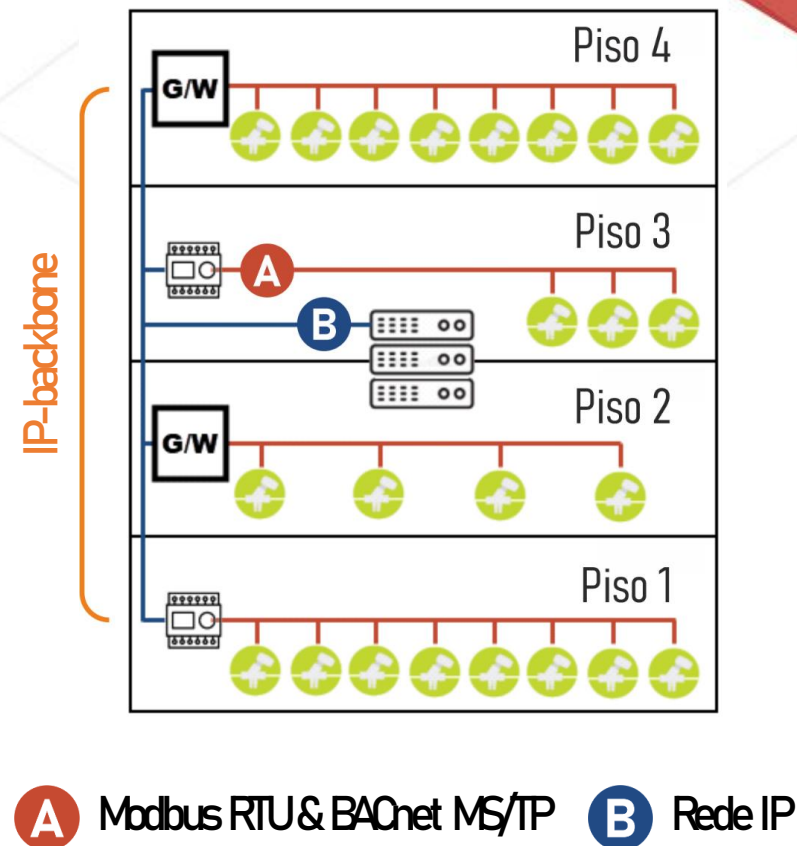 Piso 4
G/W
Piso 3
A
B
IP-backbone
Piso 2
G/W
Piso 1
A Modbus RTU & BACnet MS/TP B Rede IP